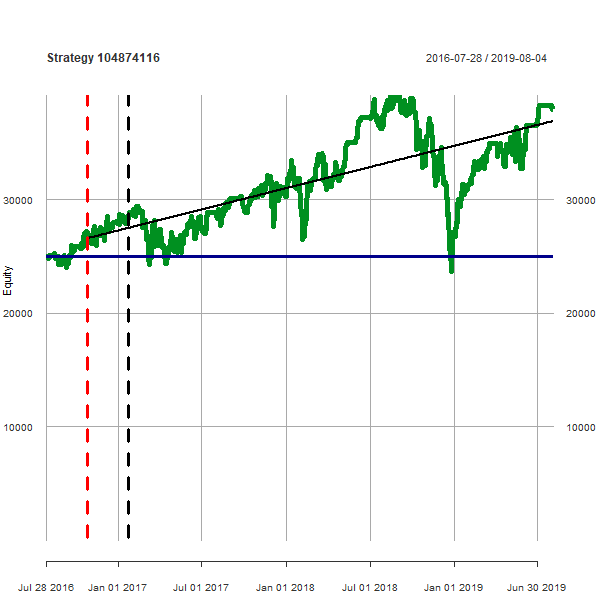 Strategy 104874116
2016-07-28 / 2019-08-04
30000
30000
Equity
20000
20000
10000
10000
Jul 28 2016
Jan 01 2017
Jul 01 2017
Jan 01 2018
Jul 01 2018
Jan 01 2019
Jun 30 2019